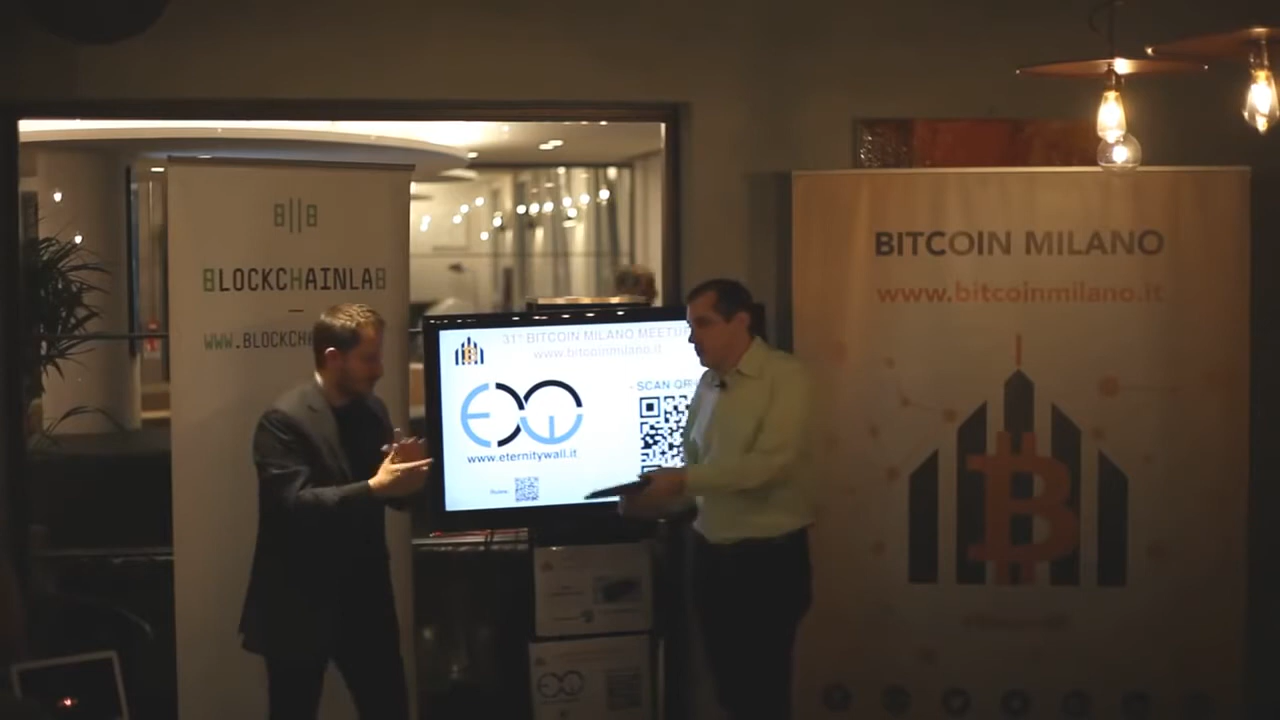 BLOCKCHAINLAB
WWW.BLOCKCHA
31° BITCOIN MILANO MEETUP
www.bitcoinmilano.it
- SCAN QR
www.eternitywall.it
BITCOIN MILANO
www.bitcoinmilano.it